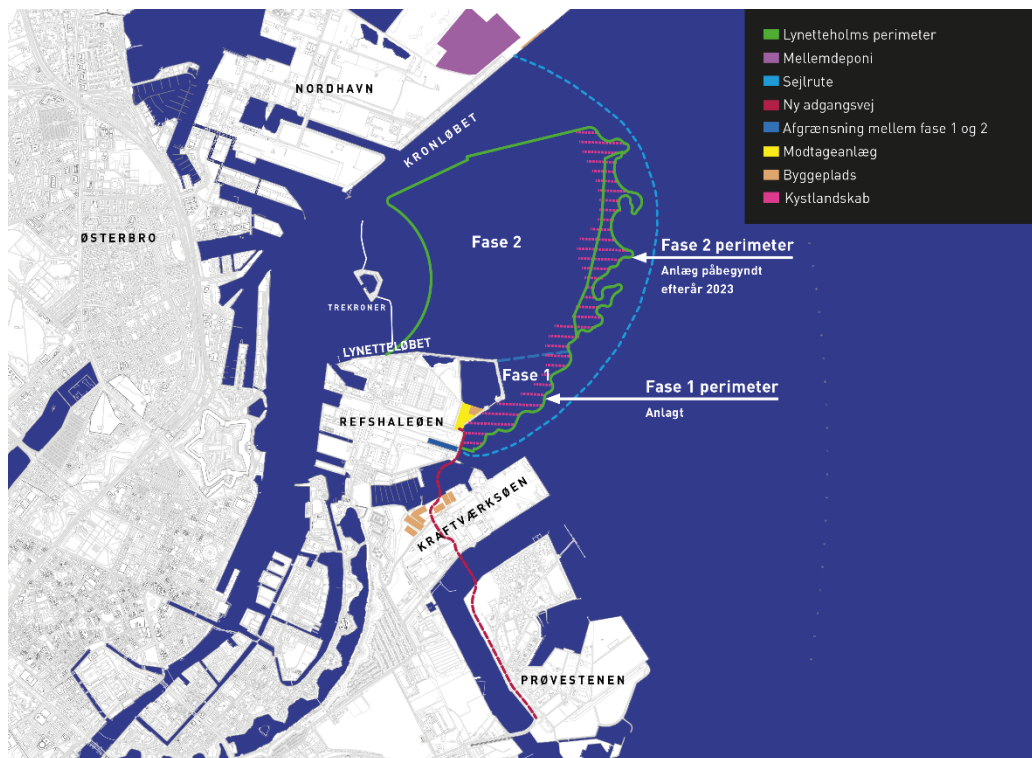 Lynetteholms perimeter
Mellemdeponi
Sejlrute
Ny adgangsvej
Afgrænsning mellem fase 1 og 2
Modtageanlæg
Byggeplads
Kystlandskab
NORDHAVN
KRONLØBET
ØSTERBRO
Fase 2
Fase 2 perimeter
Anlæg påbegyndt
efterår 2023
TREKRONER
LYNETTELØBET
Fase 1
Fase 1 perimeter
Anlagt
REFSHALEØEN
KRAFTVÆRKSØEN
PRØVESTENEN